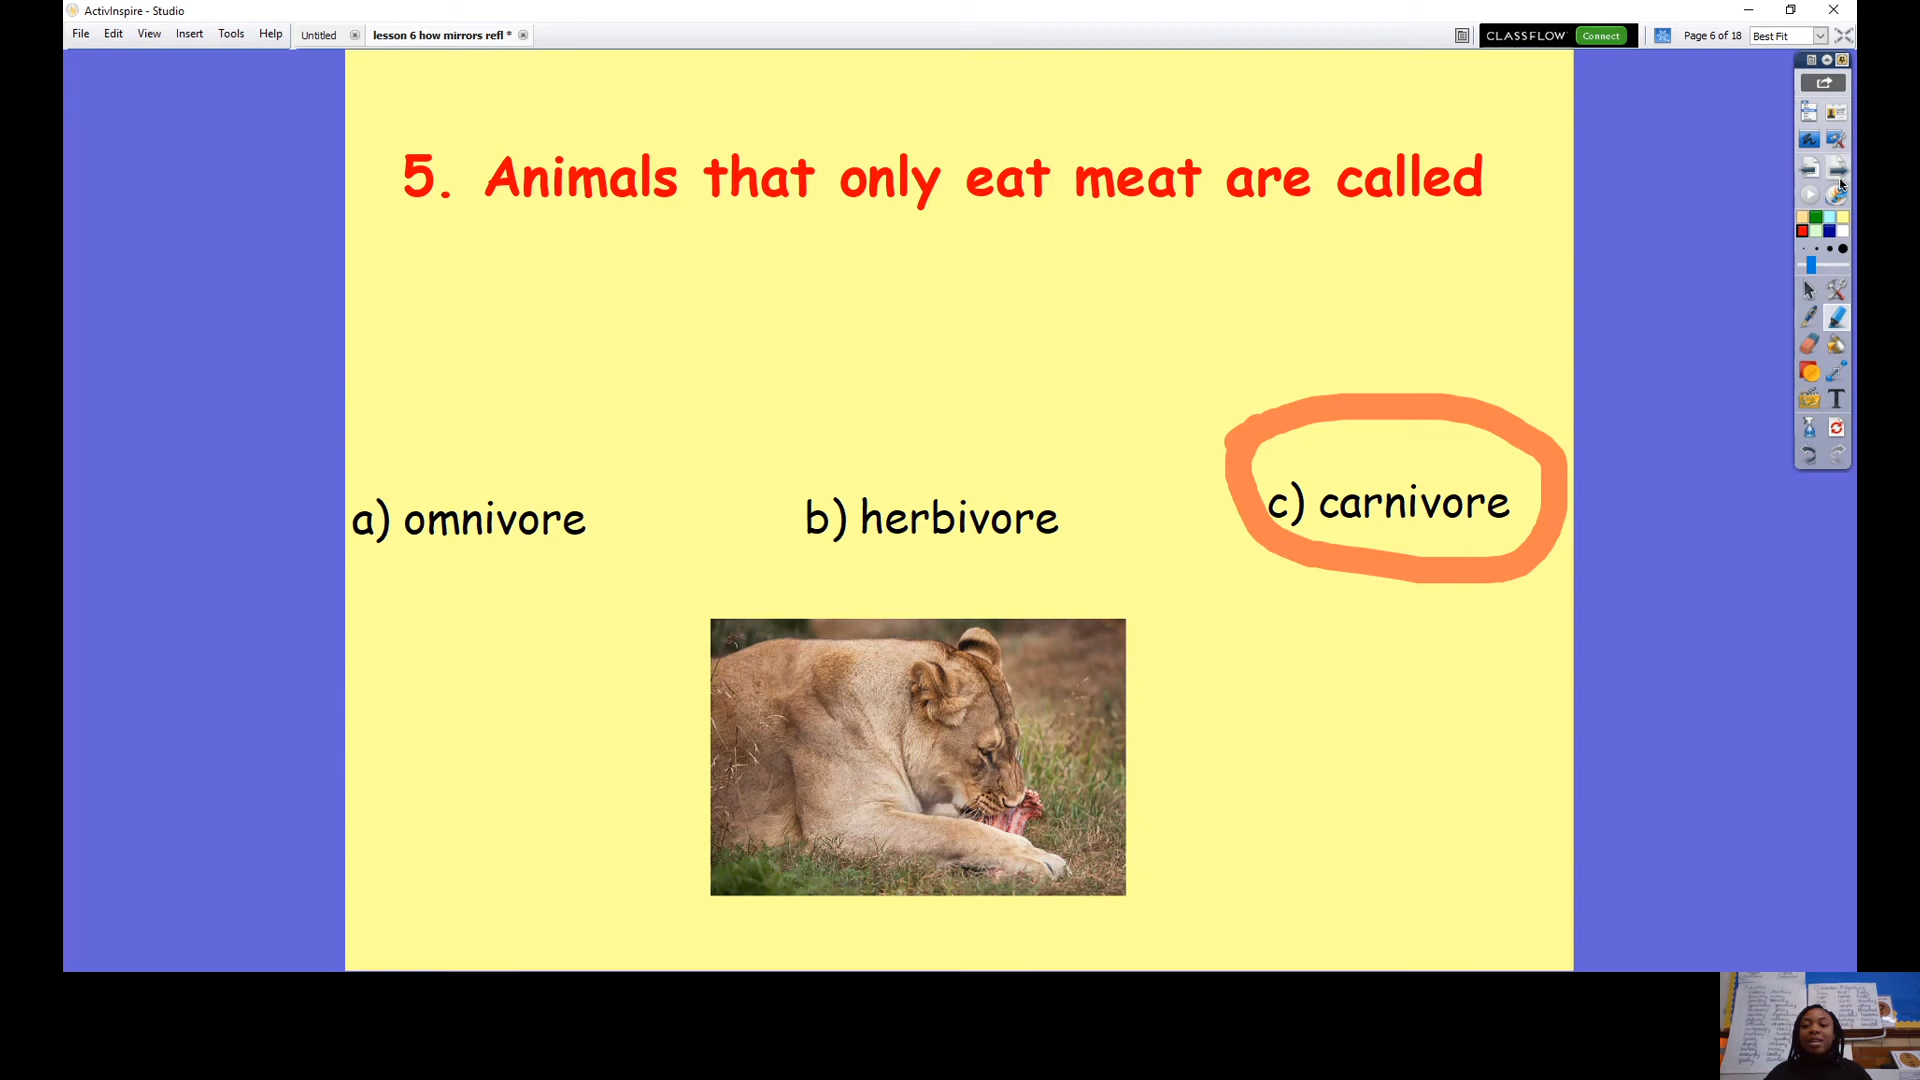 ActivInspire - Studio
File Edit View Insert Tools Help
Untitled
lesson 6 how mirrors refl *
CLASSFLOW Connect
Page 6 of 18
Best Fit
5. Animals that only eat meat are called
a) omnivore b) herbivore c) carnivore
T